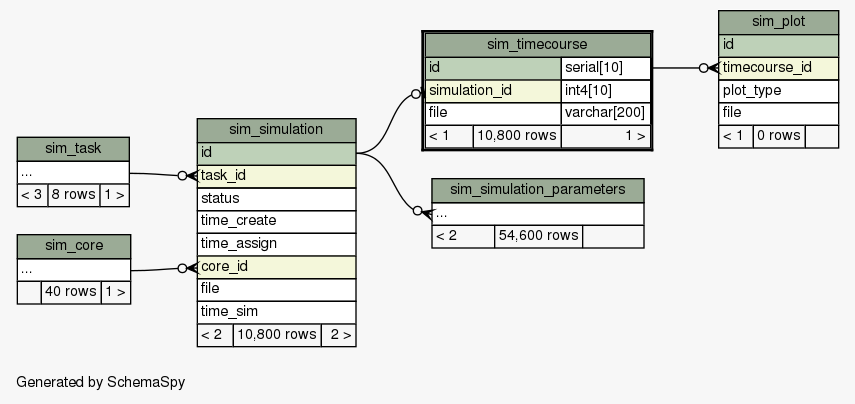 sim_plot
id
timecourse_id
plot_type
file
< 1 0 rows
sim_timecourse
id serial[10]
simulation_id int4[10]
file varchar[200]
< 1 10,800 rows 1 >
sim_simulation
id
task_id
status
time_create
time_assign
core_id
file
time_sim
< 2 10,800 rows 2 >
sim_task
...
< 3 8 rows 1 >
sim_simulation_parameters
...
< 2 54,600 rows
sim_core
...
40 rows 1 >
Generated by SchemaSpy